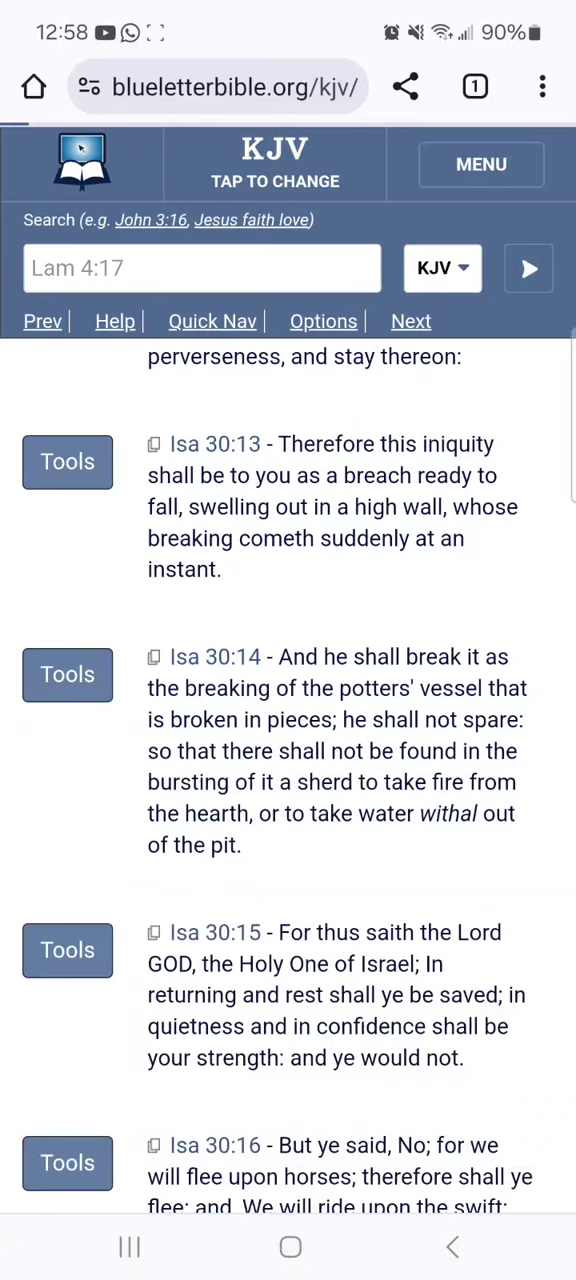 12:58 90%
blueletterbible.org/kjv/ 1
KJV
TAP TO CHANGE
MENU
Search (e.g. John 3:16, Jesus faith love)
Lam 4:17 KJV
Prev | Help | Quick Nav | Options | Next
perverseness, and stay thereon:
Tools
Isa 30:13 - Therefore this iniquity
shall be to you as a breach ready to
fall, swelling out in a high wall, whose
breaking cometh suddenly at an
instant.
Tools
Isa 30:14 - And he shall break it as
the breaking of the potters' vessel that
is broken in pieces; he shall not spare:
so that there shall not be found in the
bursting of it a sherd to take fire from
the hearth, or to take water withal out
of the pit.
Tools
Isa 30:15 - For thus saith the Lord
GOD, the Holy One of Israel; In
returning and rest shall ye be saved; in
quietness and in confidence shall be
your strength: and ye would not.
Tools
Isa 30:16 - But ye said, No; for we
will flee upon horses; therefore shall ye
flee: and, We will ride upon the swift;